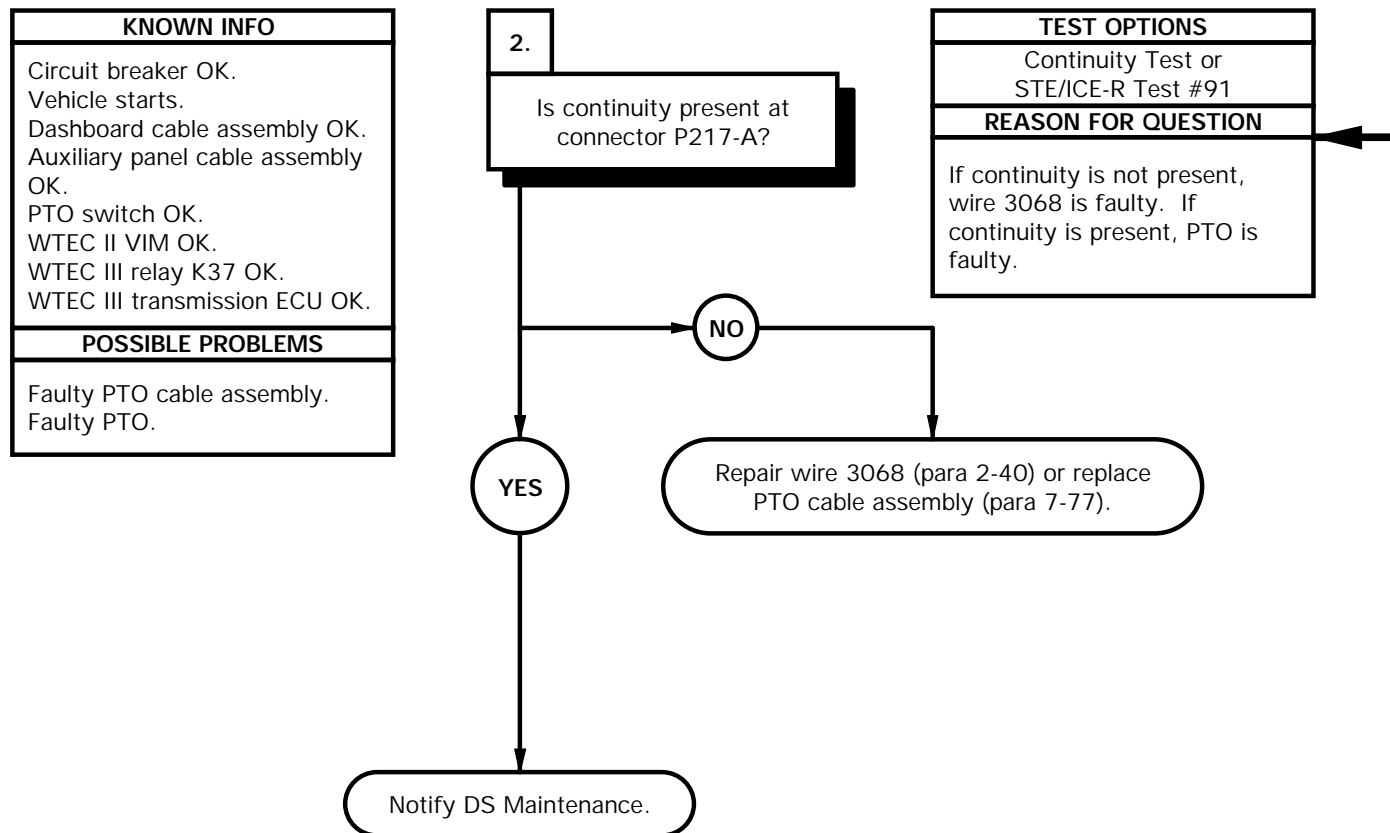 KNOWN INFO
Circuit breaker OK.
Vehicle starts.
Dashboard cable assembly OK.
Auxiliary panel cable assembly
OK.
PTO switch OK.
WTEC II VIM OK.
WTEC III relay K37 OK.
WTEC III transmission ECU OK.
POSSIBLE PROBLEMS
Faulty PTO cable assembly.
Faulty PTO.
2.
Is continuity present at
connector P217-A?
TEST OPTIONS
Continuity Test or
STE/ICE-R Test #91
REASON FOR QUESTION
If continuity is not present,
wire 3068 is faulty.  If
continuity is present, PTO is
faulty.
NO
YES
Repair wire 3068 (para 2-40) or replace
PTO cable assembly (para 7-77).
Notify DS Maintenance.